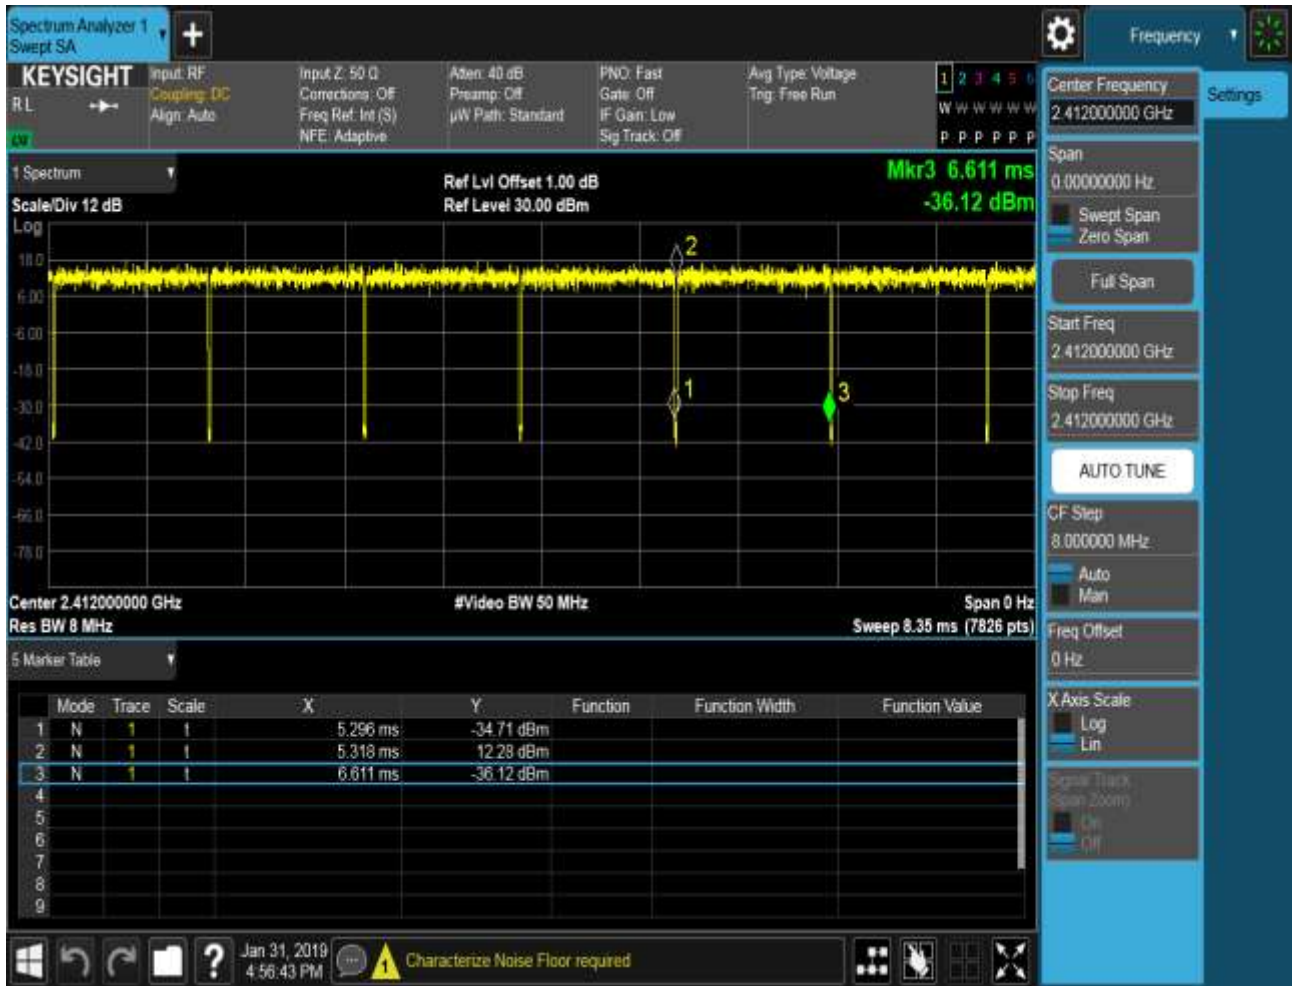 Spectrum Analyzer 1
Swept SA
Frequency
KEYSIGHT
R L
Input: RF
Coupling: DC
Align: Auto
Input Z: 50 Ω
Corrections: Off
Freq Ref: Int (S)
NFE: Adaptive
Atten: 40 dB
Preamp: Off
µW Path: Standard
PNO: Fast
Gate: Off
IF Gain: Low
Sig Track: Off
Avg Type: Voltage
Trig: Free Run
1 2 3 4 5 6
W W W W W W
P P P P P P
1 Spectrum
Scale/Div 12 dB
Ref Lvl Offset 1.00 dB
Ref Level 30.00 dBm
Mkr3 6.611 ms
-36.12 dBm
Log
18.0
6.00
-6.00
-18.0
-30.0
-42.0
-54.0
-66.0
-78.0
2
1
3
Center 2.412000000 GHz
#Video BW 50 MHz
Span 0 Hz
Res BW 8 MHz
Sweep 8.35 ms (7826 pts)
5 Marker Table
Mode Trace Scale X Y Function Function Width Function Value
1 N 1 t 5.296 ms -34.71 dBm
2 N 1 t 5.318 ms 12.28 dBm
3 N 1 t 6.611 ms -36.12 dBm
4
5
6
7
8
9
Settings
Center Frequency
2.412000000 GHz
Span
0.00000000 Hz
Swept Span
Zero Span
Full Span
Start Freq
2.412000000 GHz
Stop Freq
2.412000000 GHz
AUTO TUNE
CF Step
8.000000 MHz
Auto
Man
Freq Offset
0 Hz
X Axis Scale
Log
Lin
Signal Track
(Span Zoom)
On
Off
?
Jan 31, 2019
4:56:43 PM
1
Characterize Noise Floor required